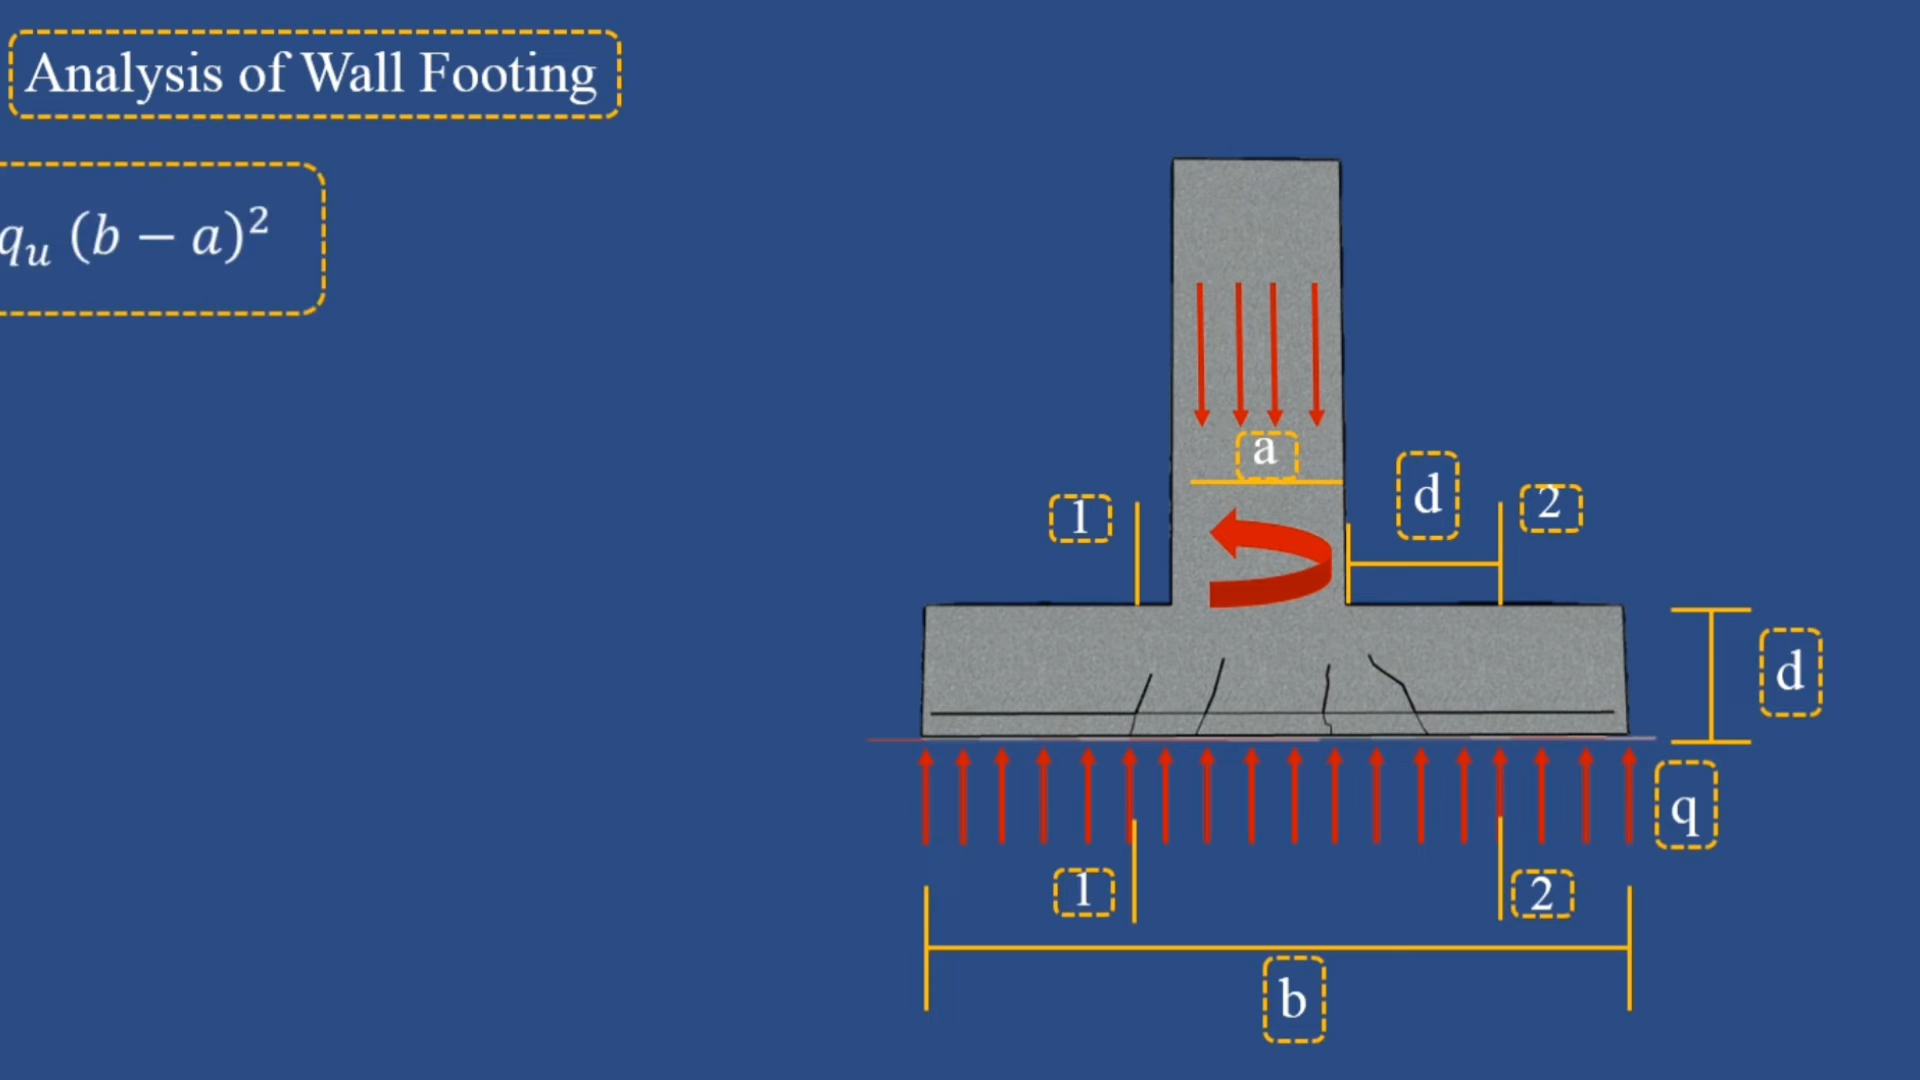 Analysis of Wall Footing
qᵤ (b − a)²
a
d
1
2
d
q
1
2
b